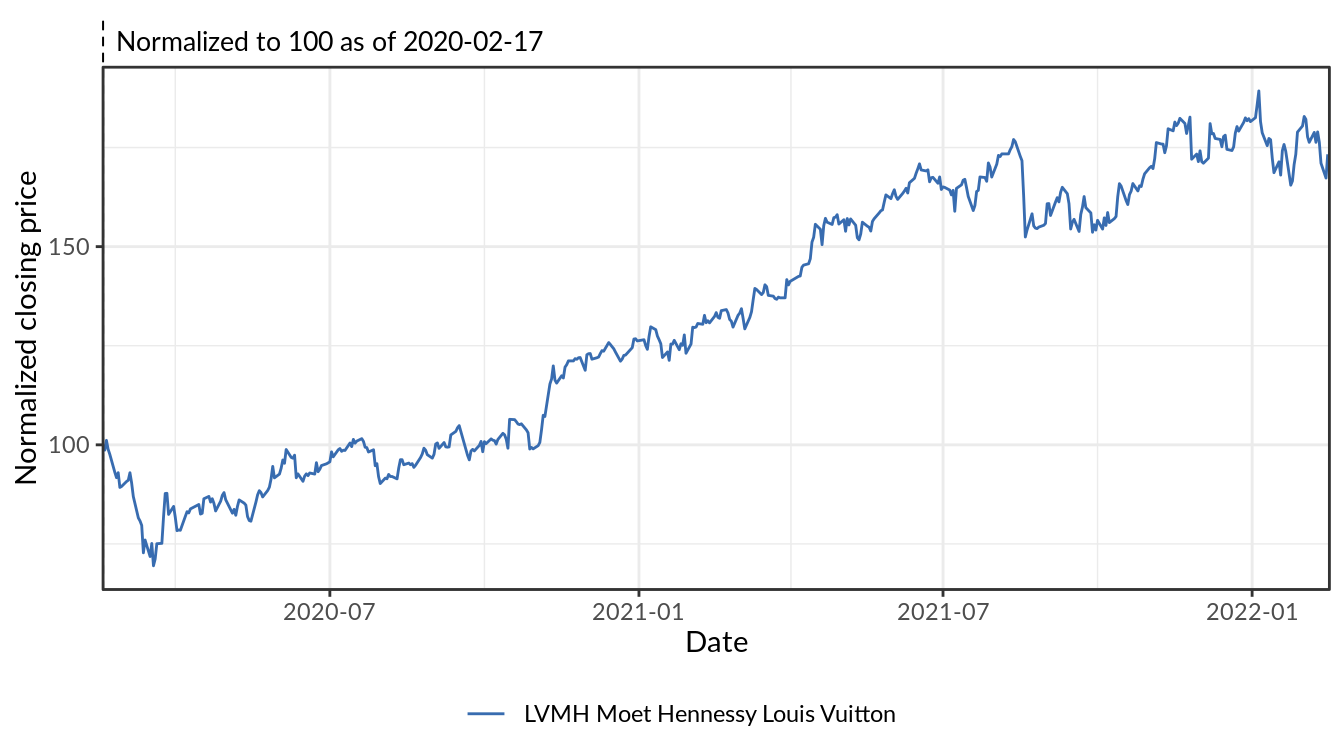 Normalized to 100 as of 2020-02-17
Normalized closing price
150
100
2020-07
2021-01
2021-07
2022-01
Date
LVMH Moet Hennessy Louis Vuitton